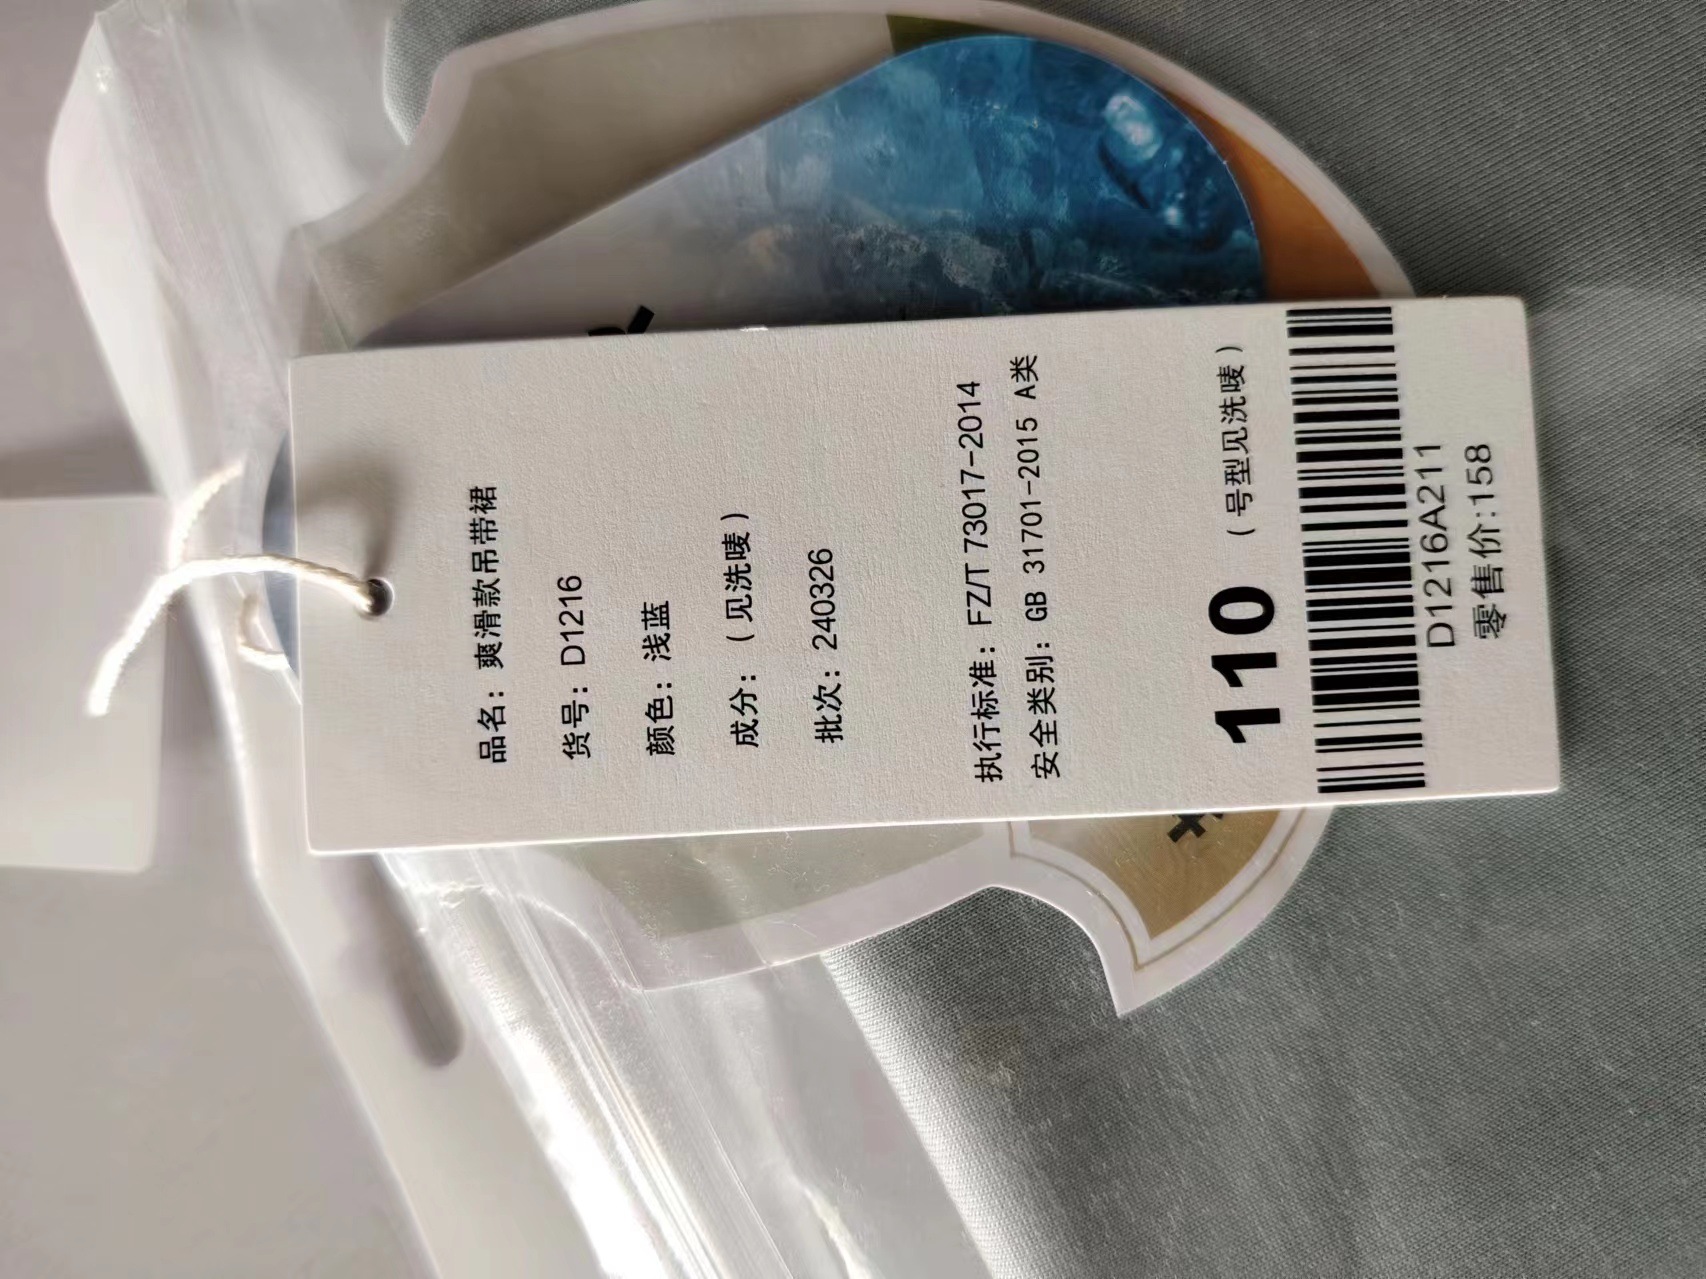 品名：爽滑款吊带裙
货号：D1216
颜色：浅蓝
成分：（见洗唛）
批次：240326
执行标准：FZ/T 73017-2014
安全类别：GB 31701-2015 A类
110（号型见洗唛）
D1216A211
零售价:158